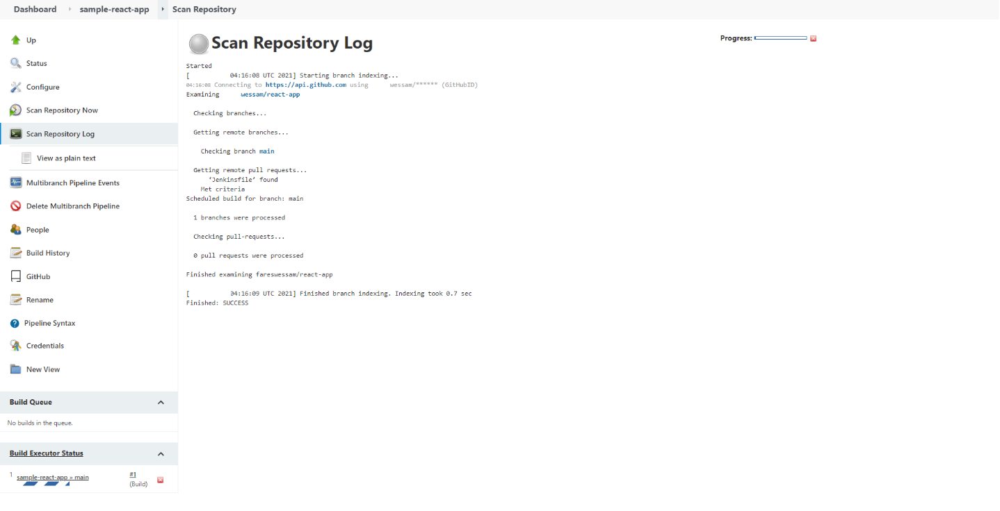 Dashboard sample-react-app Scan Repository
Up
Status
Configure
Scan Repository Now
Scan Repository Log
View as plain text
Multibranch Pipeline Events
Delete Multibranch Pipeline
People
Build History
GitHub
Rename
Pipeline Syntax
Credentials
New View
Build Queue
No builds in the queue.
Build Executor Status
1 sample-react-app » main #1
(Build)
Scan Repository Log
Progress:
Started
[ 04:16:08 UTC 2021] Starting branch indexing...
04:16:08 Connecting to https://api.github.com using wessam/****** (GitHubID)
Examining wessam/react-app
Checking branches...
Getting remote branches...
Checking branch main
Getting remote pull requests...
‘Jenkinsfile’ found
Met criteria
Scheduled build for branch: main
1 branches were processed
Checking pull-requests...
0 pull requests were processed
Finished examining fareswessam/react-app
[ 04:16:09 UTC 2021] Finished branch indexing. Indexing took 0.7 sec
Finished: SUCCESS